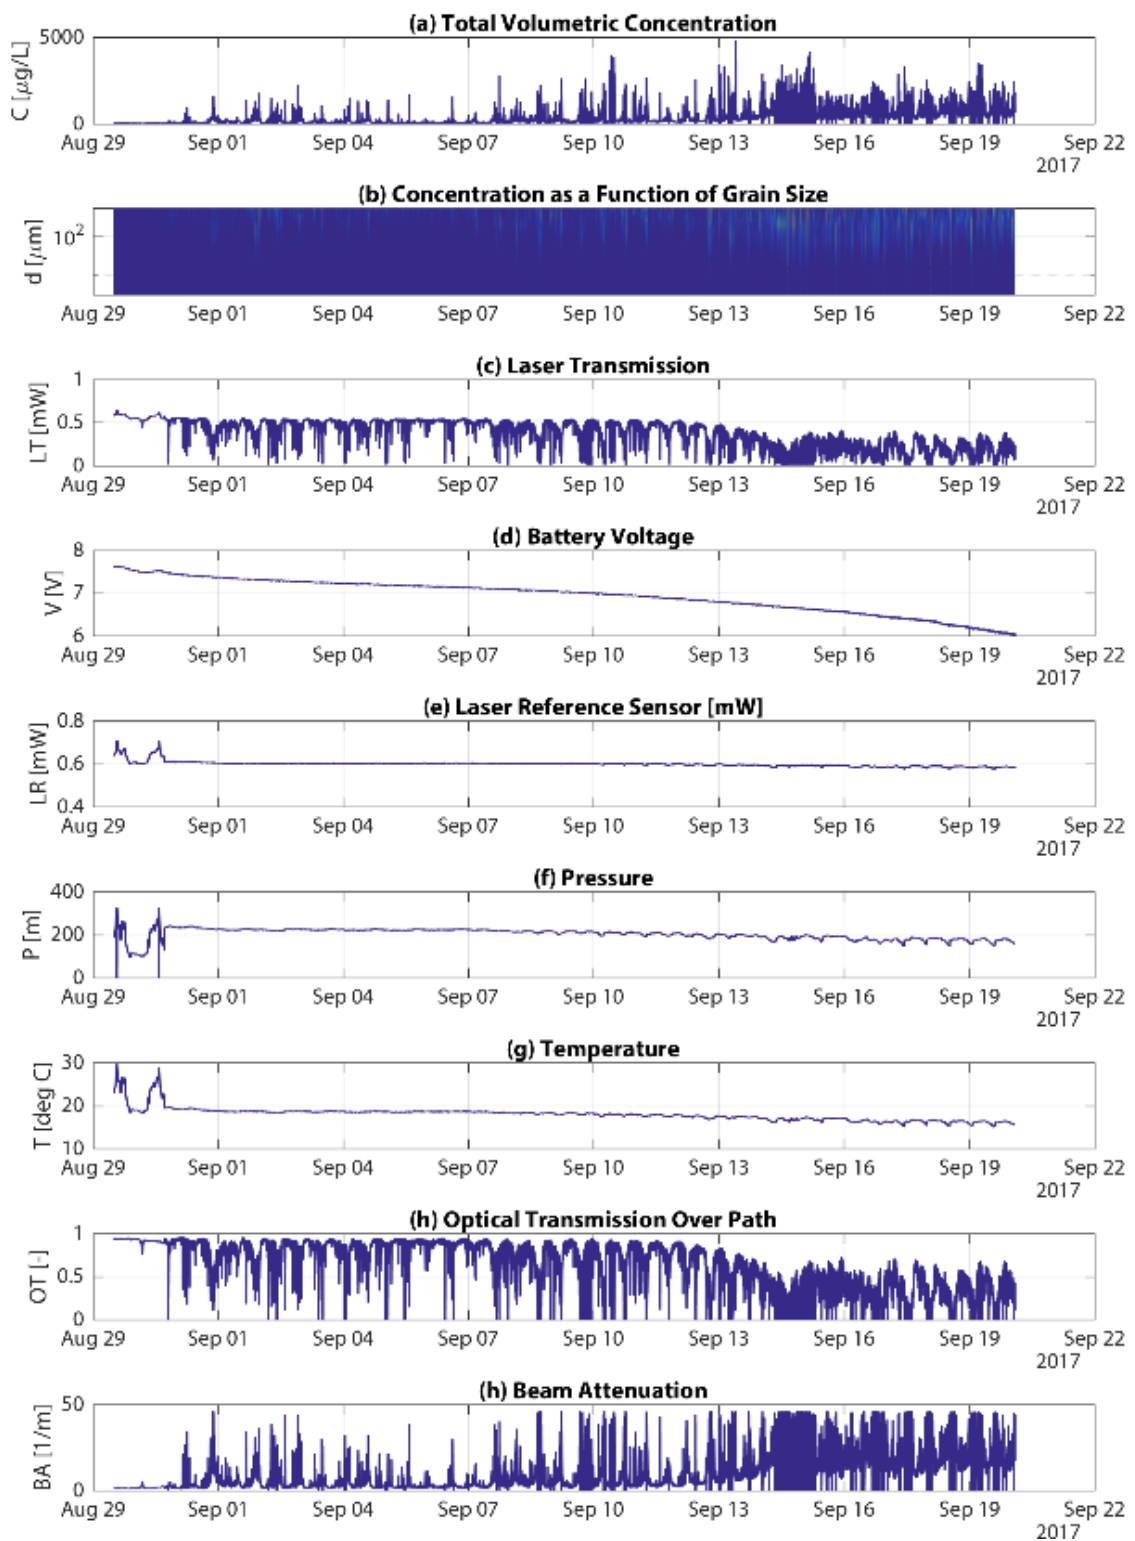 (a) Total Volumetric Concentration
C [μg/L]
5000
0
Aug 29 Sep 01 Sep 04 Sep 07 Sep 10 Sep 13 Sep 16 Sep 19 Sep 22
2017
(b) Concentration as a Function of Grain Size
d [μm]
10²
Aug 29 Sep 01 Sep 04 Sep 07 Sep 10 Sep 13 Sep 16 Sep 19 Sep 22
2017
(c) Laser Transmission
LT [mW]
1
0.5
0
Aug 29 Sep 01 Sep 04 Sep 07 Sep 10 Sep 13 Sep 16 Sep 19 Sep 22
2017
(d) Battery Voltage
V [V]
8
7
6
Aug 29 Sep 01 Sep 04 Sep 07 Sep 10 Sep 13 Sep 16 Sep 19 Sep 22
2017
(e) Laser Reference Sensor [mW]
LR [mW]
0.8
0.6
0.4
Aug 29 Sep 01 Sep 04 Sep 07 Sep 10 Sep 13 Sep 16 Sep 19 Sep 22
2017
(f) Pressure
P [m]
400
200
0
Aug 29 Sep 01 Sep 04 Sep 07 Sep 10 Sep 13 Sep 16 Sep 19 Sep 22
2017
(g) Temperature
T [deg C]
30
20
10
Aug 29 Sep 01 Sep 04 Sep 07 Sep 10 Sep 13 Sep 16 Sep 19 Sep 22
2017
(h) Optical Transmission Over Path
OT [-]
1
0.5
0
Aug 29 Sep 01 Sep 04 Sep 07 Sep 10 Sep 13 Sep 16 Sep 19 Sep 22
2017
(h) Beam Attenuation
BA [1/m]
50
0
Aug 29 Sep 01 Sep 04 Sep 07 Sep 10 Sep 13 Sep 16 Sep 19 Sep 22
2017